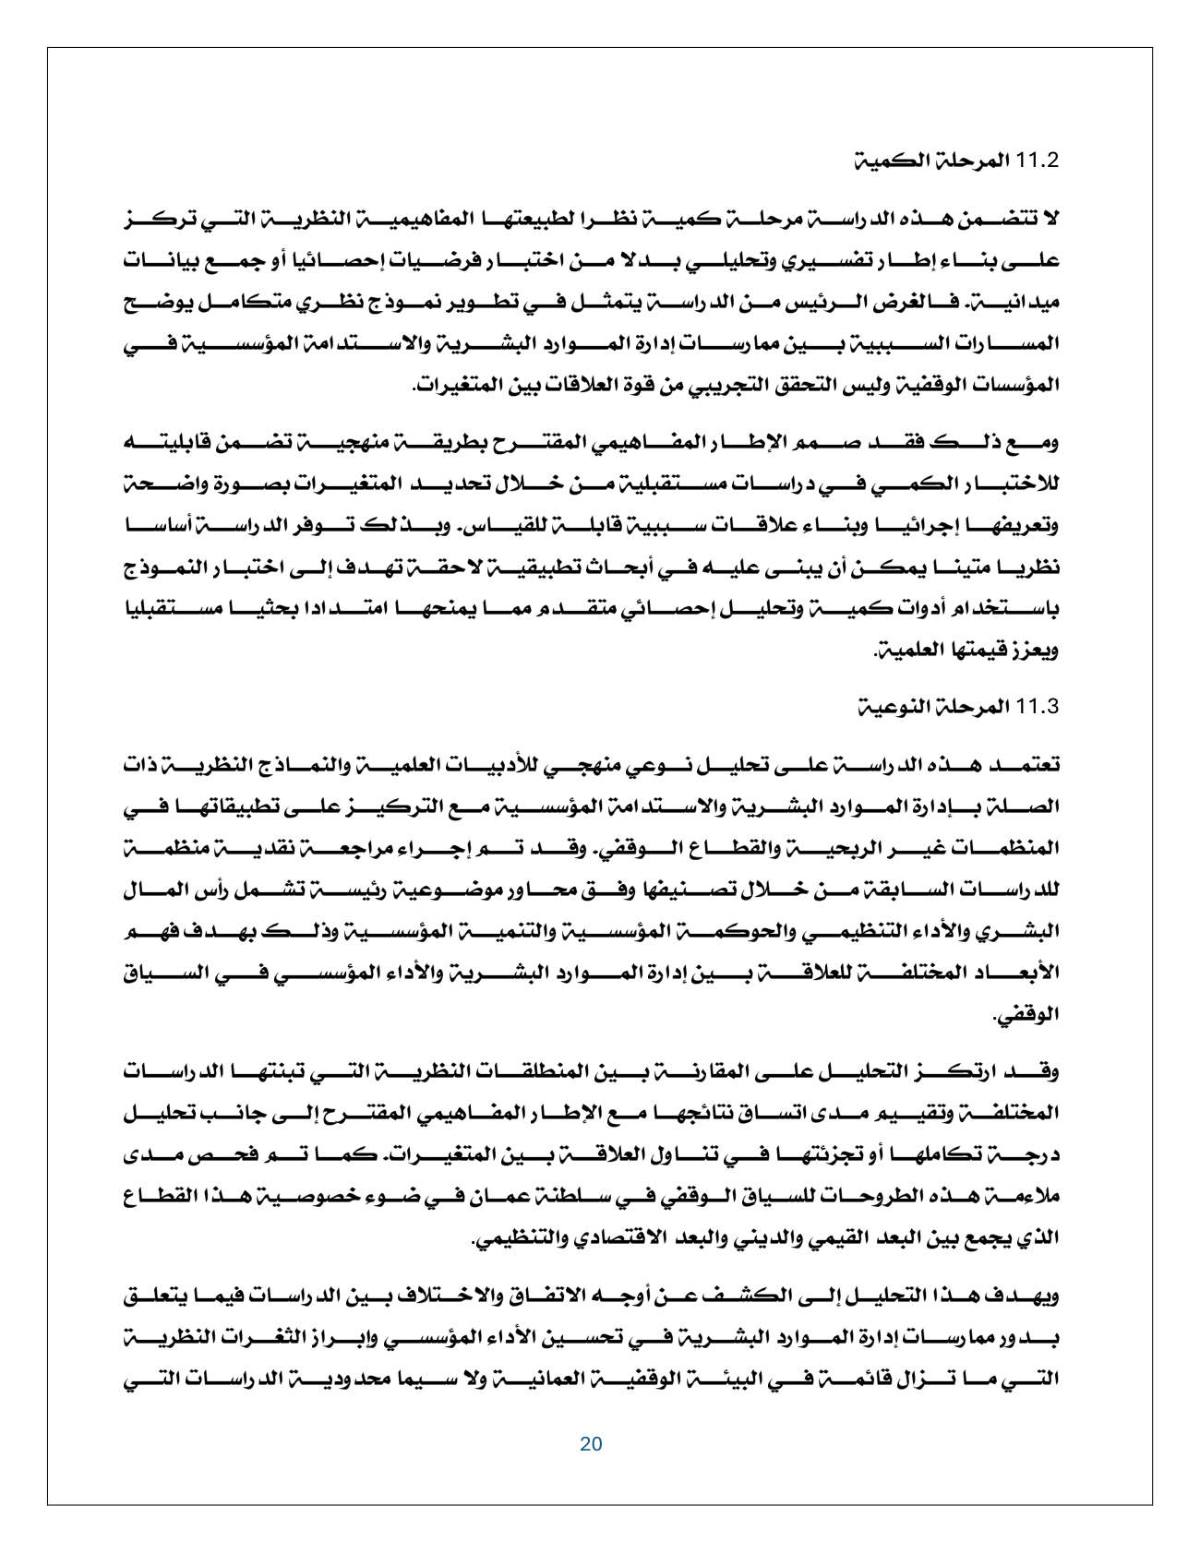 11.2 المرحلة الكمية
لا تتضمن هذه الدراسة مرحلة كمية نظرا لطبيعتها المفاهيمية النظرية التي تركز
على بناء إطار تفسيري وتحليلي بدلا من اختبار فرضيات إحصائيا أو جمع بيانات
ميدانية. فالغرض الرئيس من الدراسة يتمثل في تطوير نموذج نظري متكامل يوضح
المسارات السببية بين ممارسات إدارة الموارد البشرية والاستدامة المؤسسية في
المؤسسات الوقفية وليس التحقق التجريبي من قوة العلاقات بين المتغيرات.
ومع ذلك فقد صمم الإطار المفاهيمي المقترح بطريقة منهجية تضمن قابليته
للاختبار الكمي في دراسات مستقبلية من خلال تحديد المتغيرات بصورة واضحة
وتعريفها إجرائيا وبناء علاقات سببية قابلة للقياس. وبذلك توفر الدراسة أساسا
نظريا متينا يمكن أن يبنى عليه في أبحاث تطبيقية لاحقة تهدف إلى اختبار النموذج
باستخدام أدوات كمية وتحليل إحصائي متقدم مما يمنحها امتدادا بحثيا مستقبليا
ويعزز قيمتها العلمية.
11.3 المرحلة النوعية
تعتمد هذه الدراسة على تحليل نوعي منهجي للأدبيات العلمية والنماذج النظرية ذات
الصلة بإدارة الموارد البشرية والاستدامة المؤسسية مع التركيز على تطبيقاتها في
المنظمات غير الربحية والقطاع الوقفي. وقد تم إجراء مراجعة نقدية منظمة
للدراسات السابقة من خلال تصنيفها وفق محاور موضوعية رئيسة تشمل رأس المال
البشري والأداء التنظيمي والحوكمة المؤسسية والتنمية المؤسسية وذلك بهدف فهم
الأبعاد المختلفة للعلاقة بين إدارة الموارد البشرية والأداء المؤسسي في السياق
الوقفي.
وقد ارتكز التحليل على المقارنة بين المنطلقات النظرية التي تبنتها الدراسات
المختلفة وتقييم مدى اتساق نتائجها مع الإطار المفاهيمي المقترح إلى جانب تحليل
درجة تكاملها أو تجزئتها في تناول العلاقة بين المتغيرات. كما تم فحص مدى
ملاءمة هذه الطروحات للسياق الوقفي في سلطنة عمان في ضوء خصوصية هذا القطاع
الذي يجمع بين البعد القيمي والديني والبعد الاقتصادي والتنظيمي.
ويهدف هذا التحليل إلى الكشف عن أوجه الاتفاق والاختلاف بين الدراسات فيما يتعلق
بدور ممارسات إدارة الموارد البشرية في تحسين الأداء المؤسسي وإبراز الثغرات النظرية
التي ما تزال قائمة في البيئة الوقفية العمانية ولا سيما محدودية الدراسات التي
20